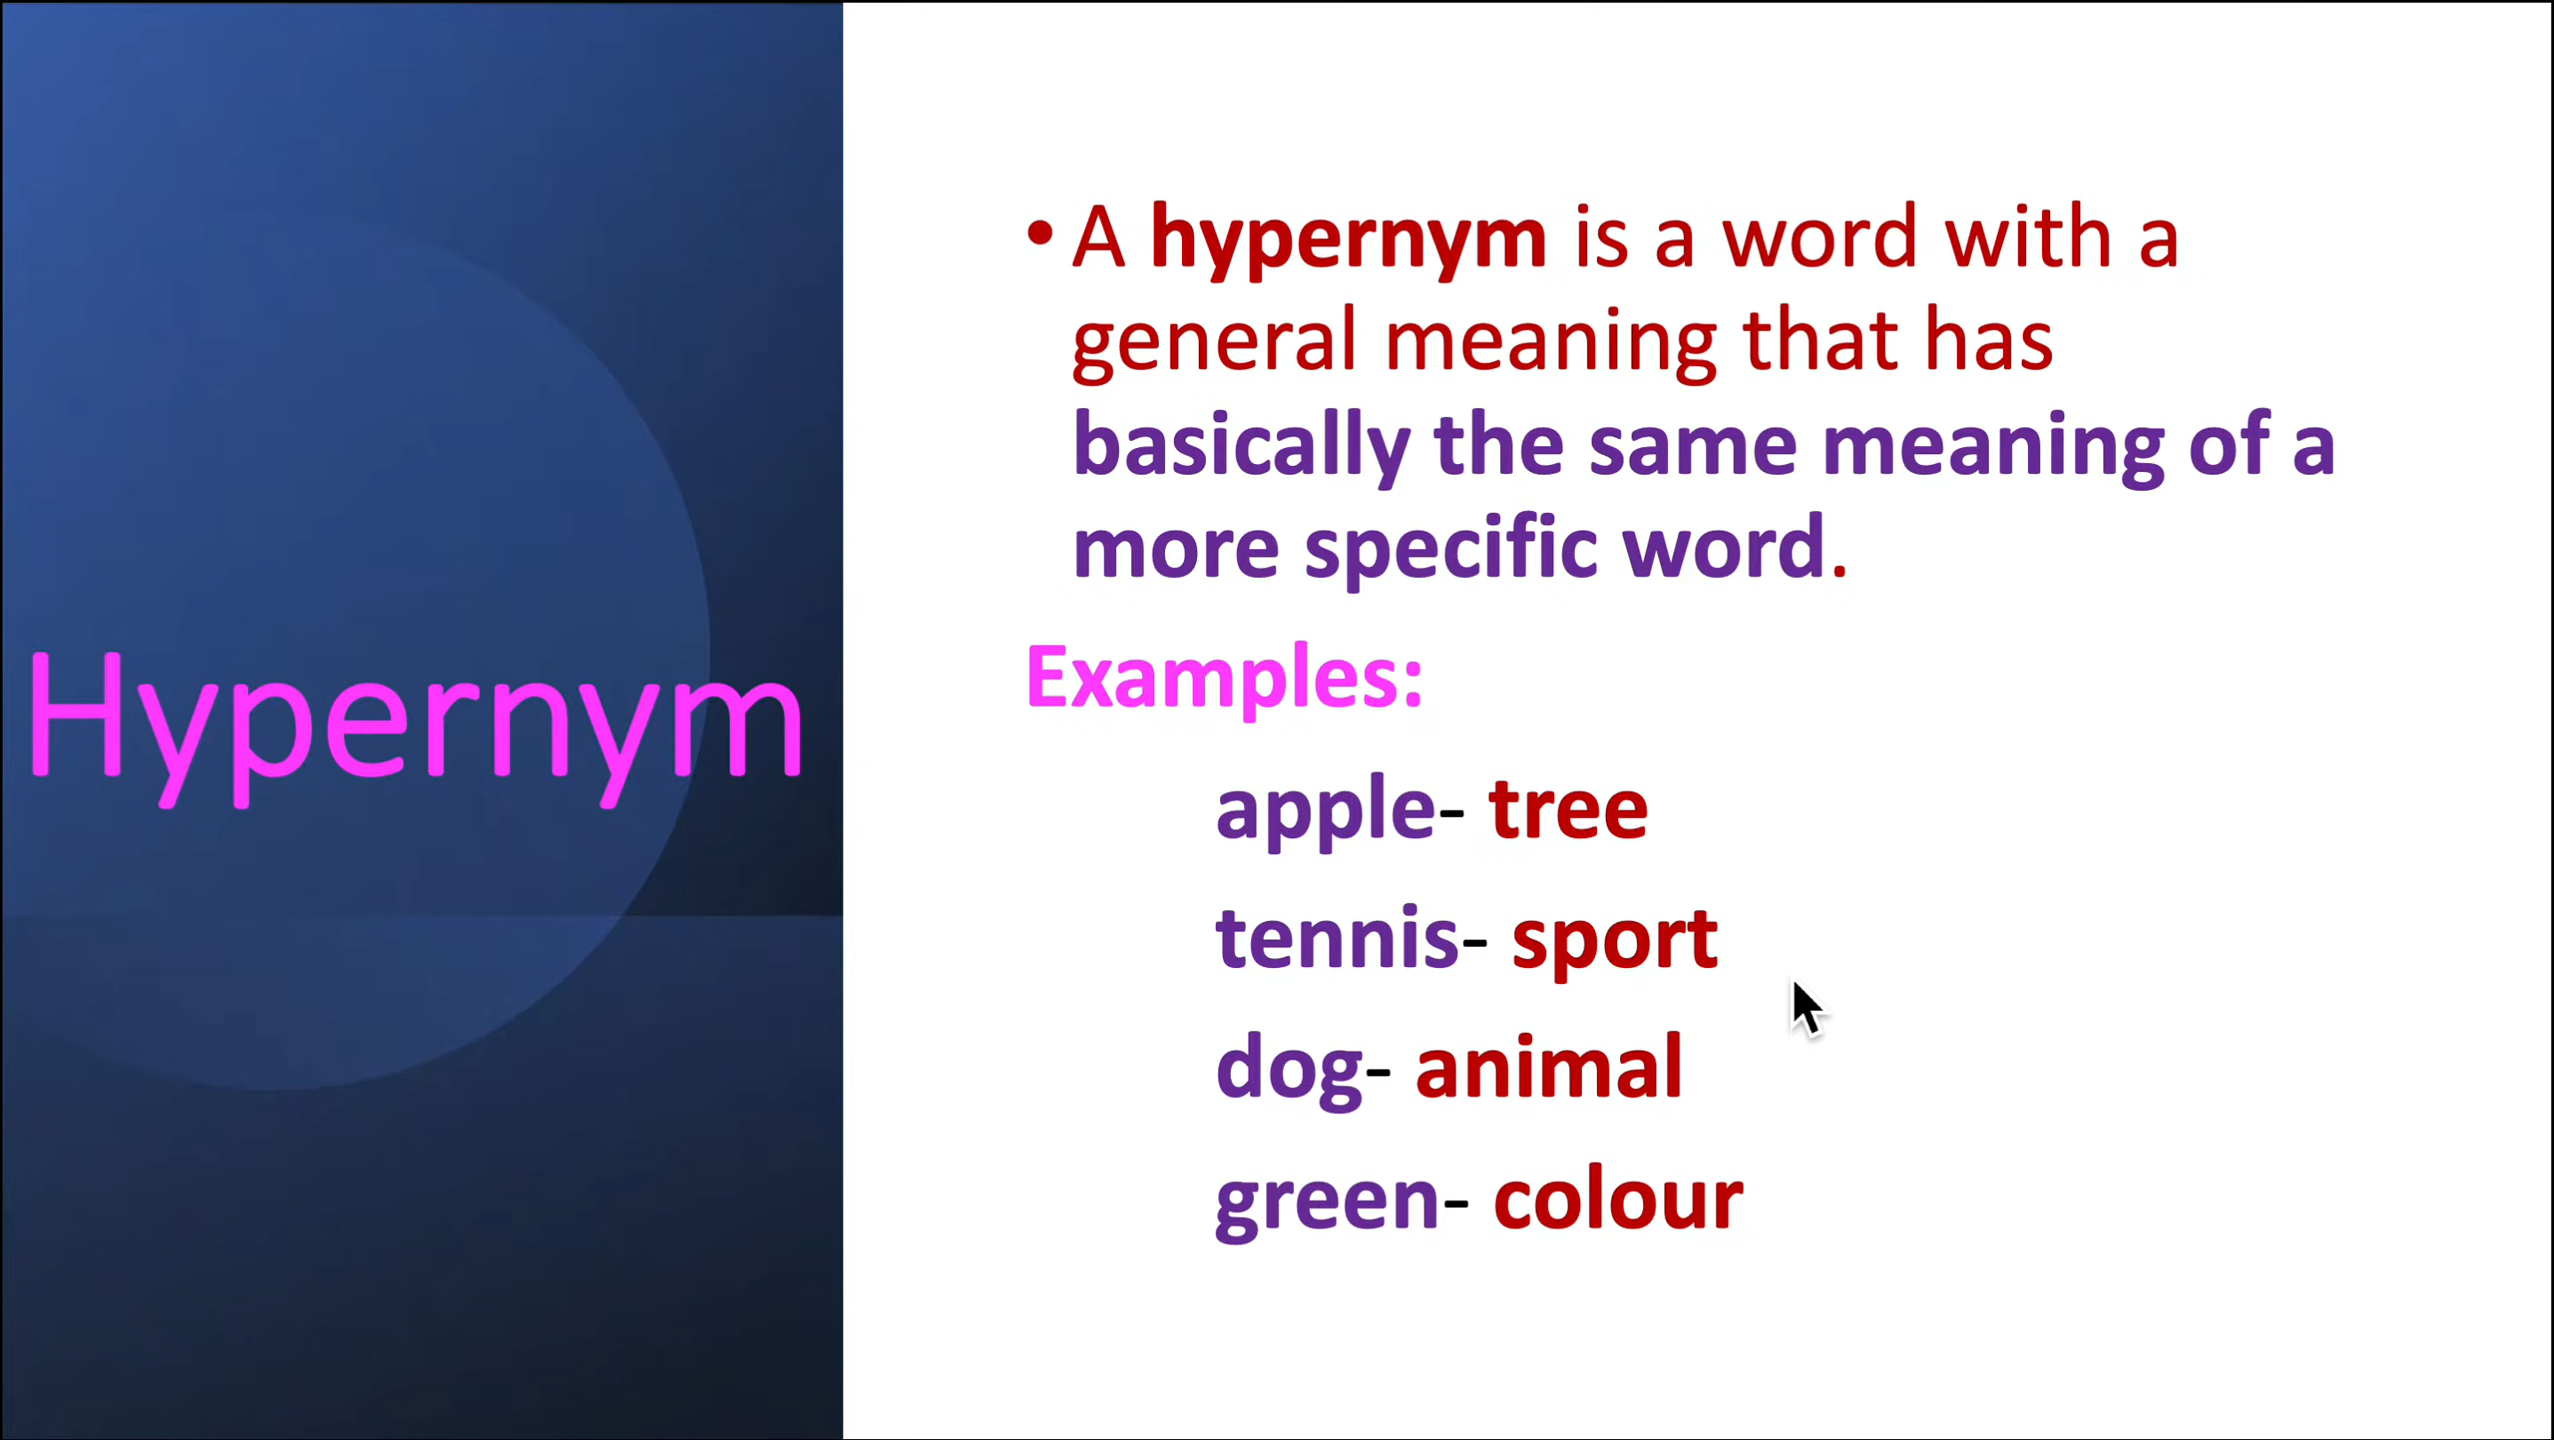 Hypernym
• A hypernym is a word with a
general meaning that has
basically the same meaning of a
more specific word.
Examples:
apple- tree
tennis- sport
dog- animal
green- colour